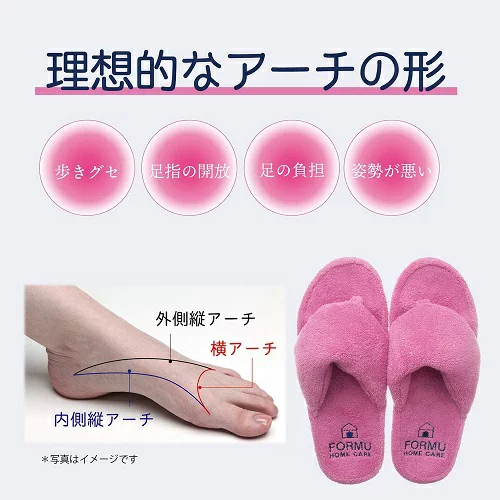 理想的なアーチの形
歩きグセ
足指の開放
足の負担
姿勢が悪い
外側縦アーチ
横アーチ
内側縦アーチ
＊写真はイメージです
FORMU
HOME CARE
FORMU
HOME CARE